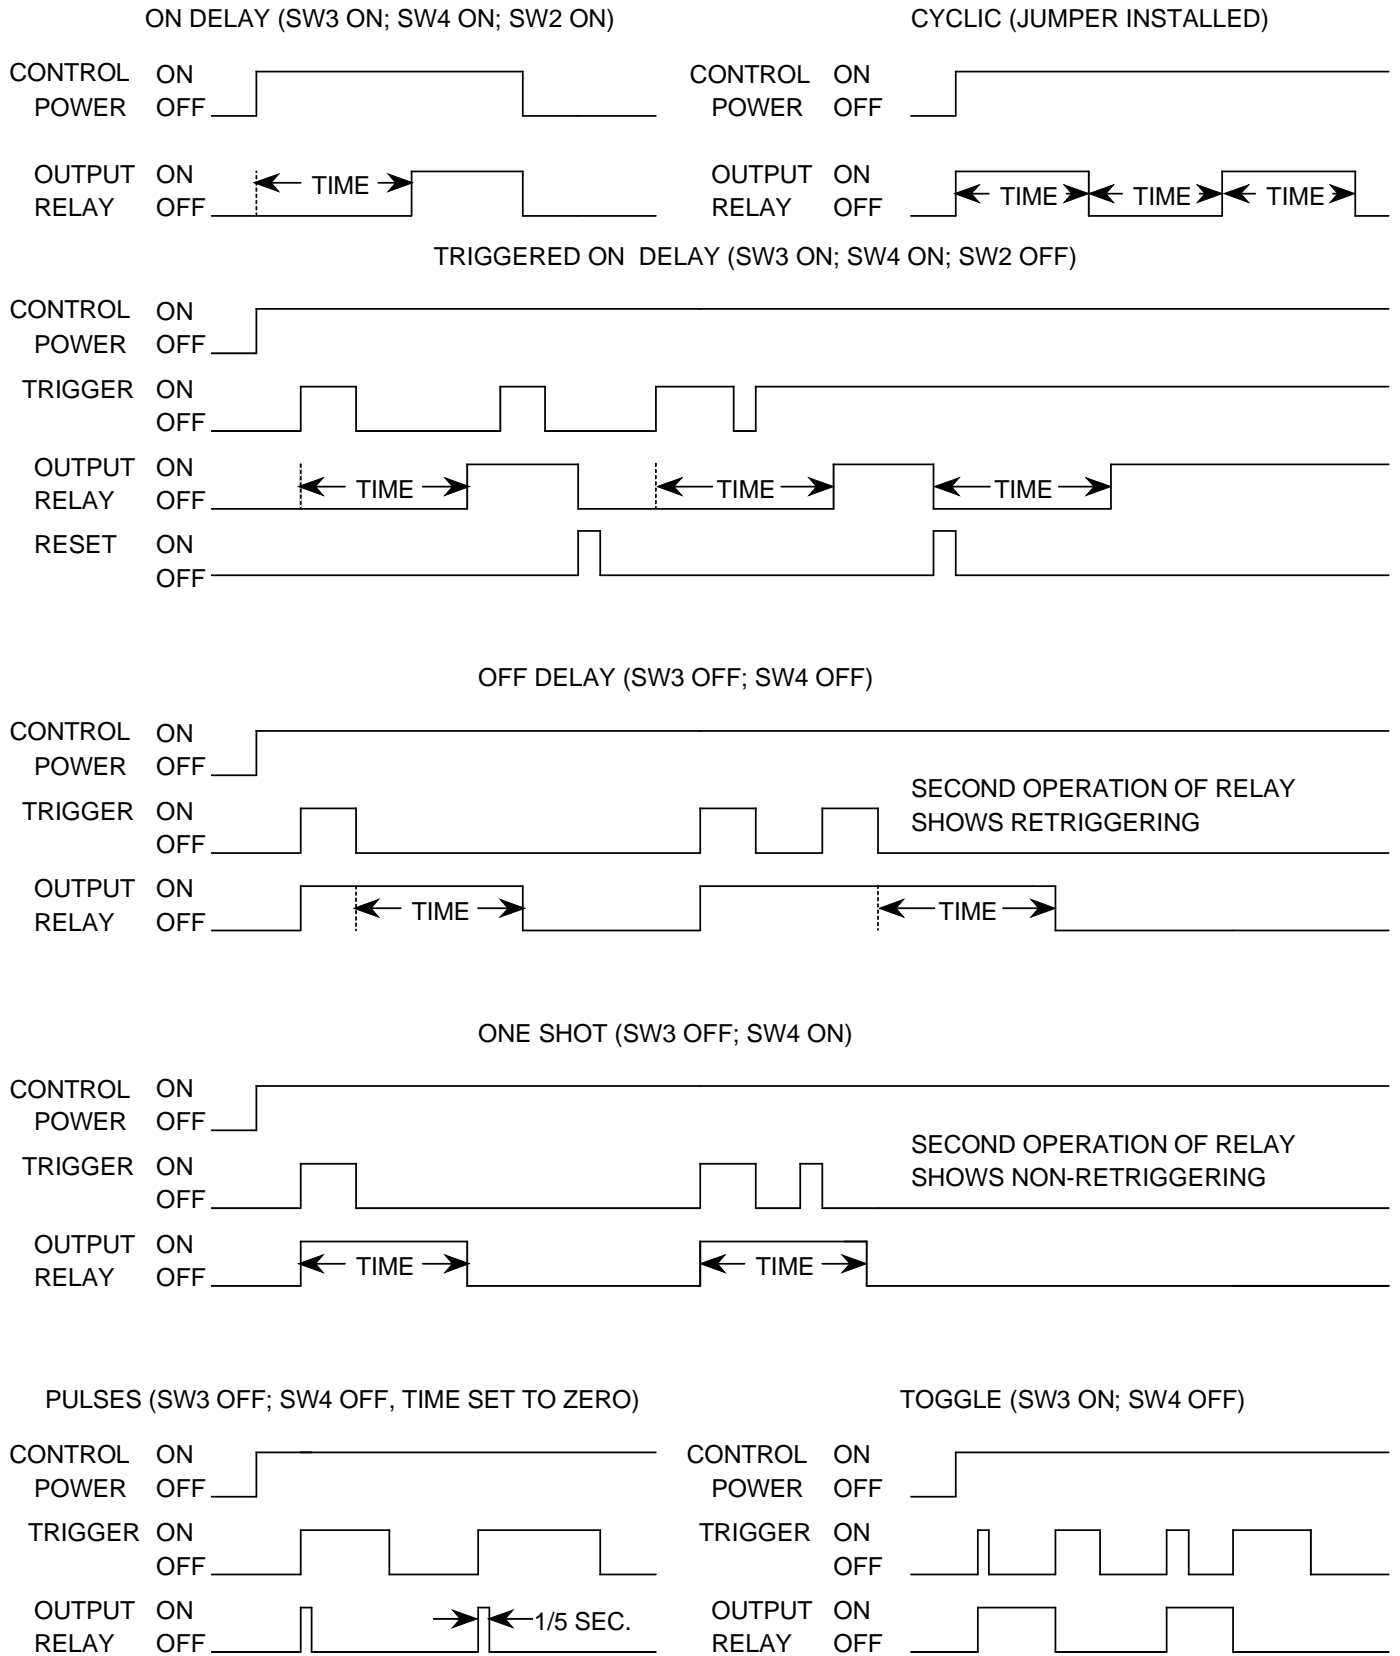 ON DELAY (SW3 ON; SW4 ON; SW2 ON)
CONTROL ON
POWER OFF
OUTPUT ON
RELAY OFF
TIME
CYCLIC (JUMPER INSTALLED)
CONTROL ON
POWER OFF
OUTPUT ON
RELAY OFF
TIME TIME TIME
TRIGGERED ON DELAY (SW3 ON; SW4 ON; SW2 OFF)
CONTROL ON
POWER OFF
TRIGGER ON
OFF
OUTPUT ON
RELAY OFF
TIME TIME TIME
RESET ON
OFF
OFF DELAY (SW3 OFF; SW4 OFF)
CONTROL ON
POWER OFF
SECOND OPERATION OF RELAY
SHOWS RETRIGGERING
TRIGGER ON
OFF
OUTPUT ON
RELAY OFF
TIME TIME
ONE SHOT (SW3 OFF; SW4 ON)
CONTROL ON
POWER OFF
SECOND OPERATION OF RELAY
SHOWS NON-RETRIGGERING
TRIGGER ON
OFF
OUTPUT ON
RELAY OFF
TIME TIME
PULSES (SW3 OFF; SW4 OFF, TIME SET TO ZERO)
CONTROL ON
POWER OFF
TRIGGER ON
OFF
OUTPUT ON
RELAY OFF
1/5 SEC.
TOGGLE (SW3 ON; SW4 OFF)
CONTROL ON
POWER OFF
TRIGGER ON
OFF
OUTPUT ON
RELAY OFF